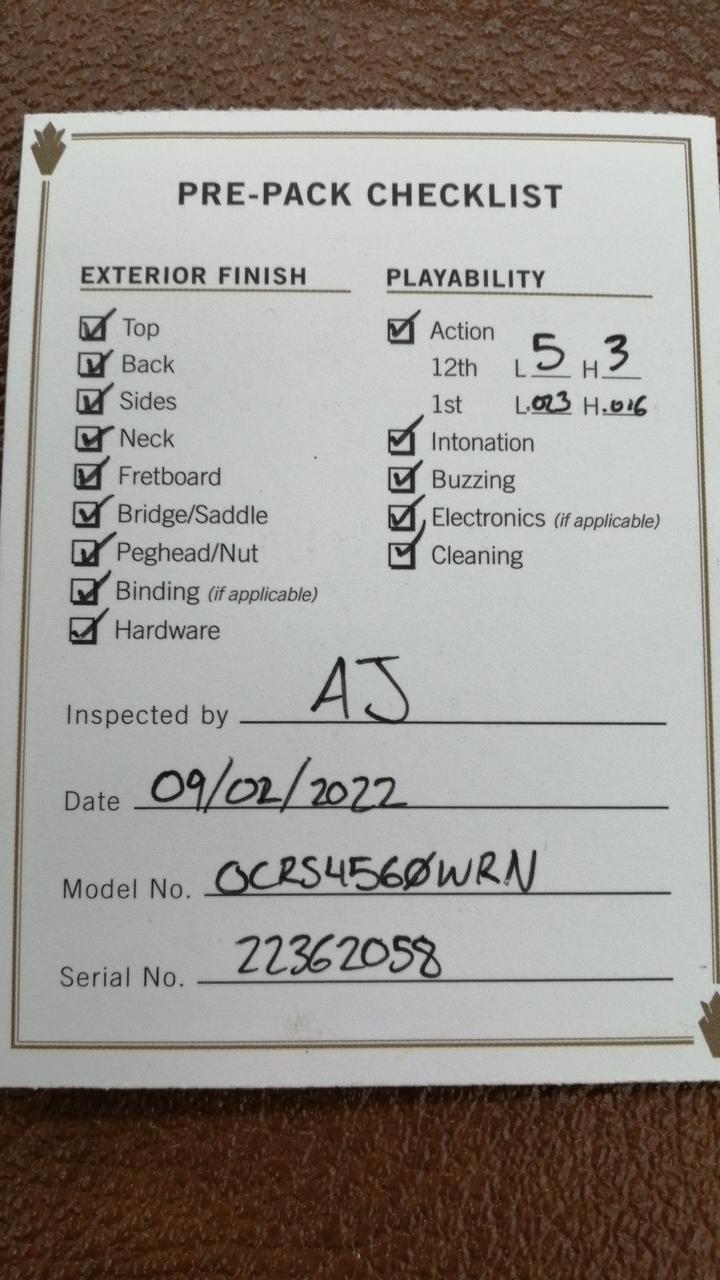 PRE-PACK CHECKLIST
EXTERIOR FINISH
Top
Back
Sides
Neck
Fretboard
Bridge/Saddle
Peghead/Nut
Binding (if applicable)
Hardware
PLAYABILITY
Action
12th L 5 H 3
1st L .023 H .016
Intonation
Buzzing
Electronics (if applicable)
Cleaning
Inspected by AJ
Date 09/02/2022
Model No. OCRS4560WRN
Serial No. 22362058